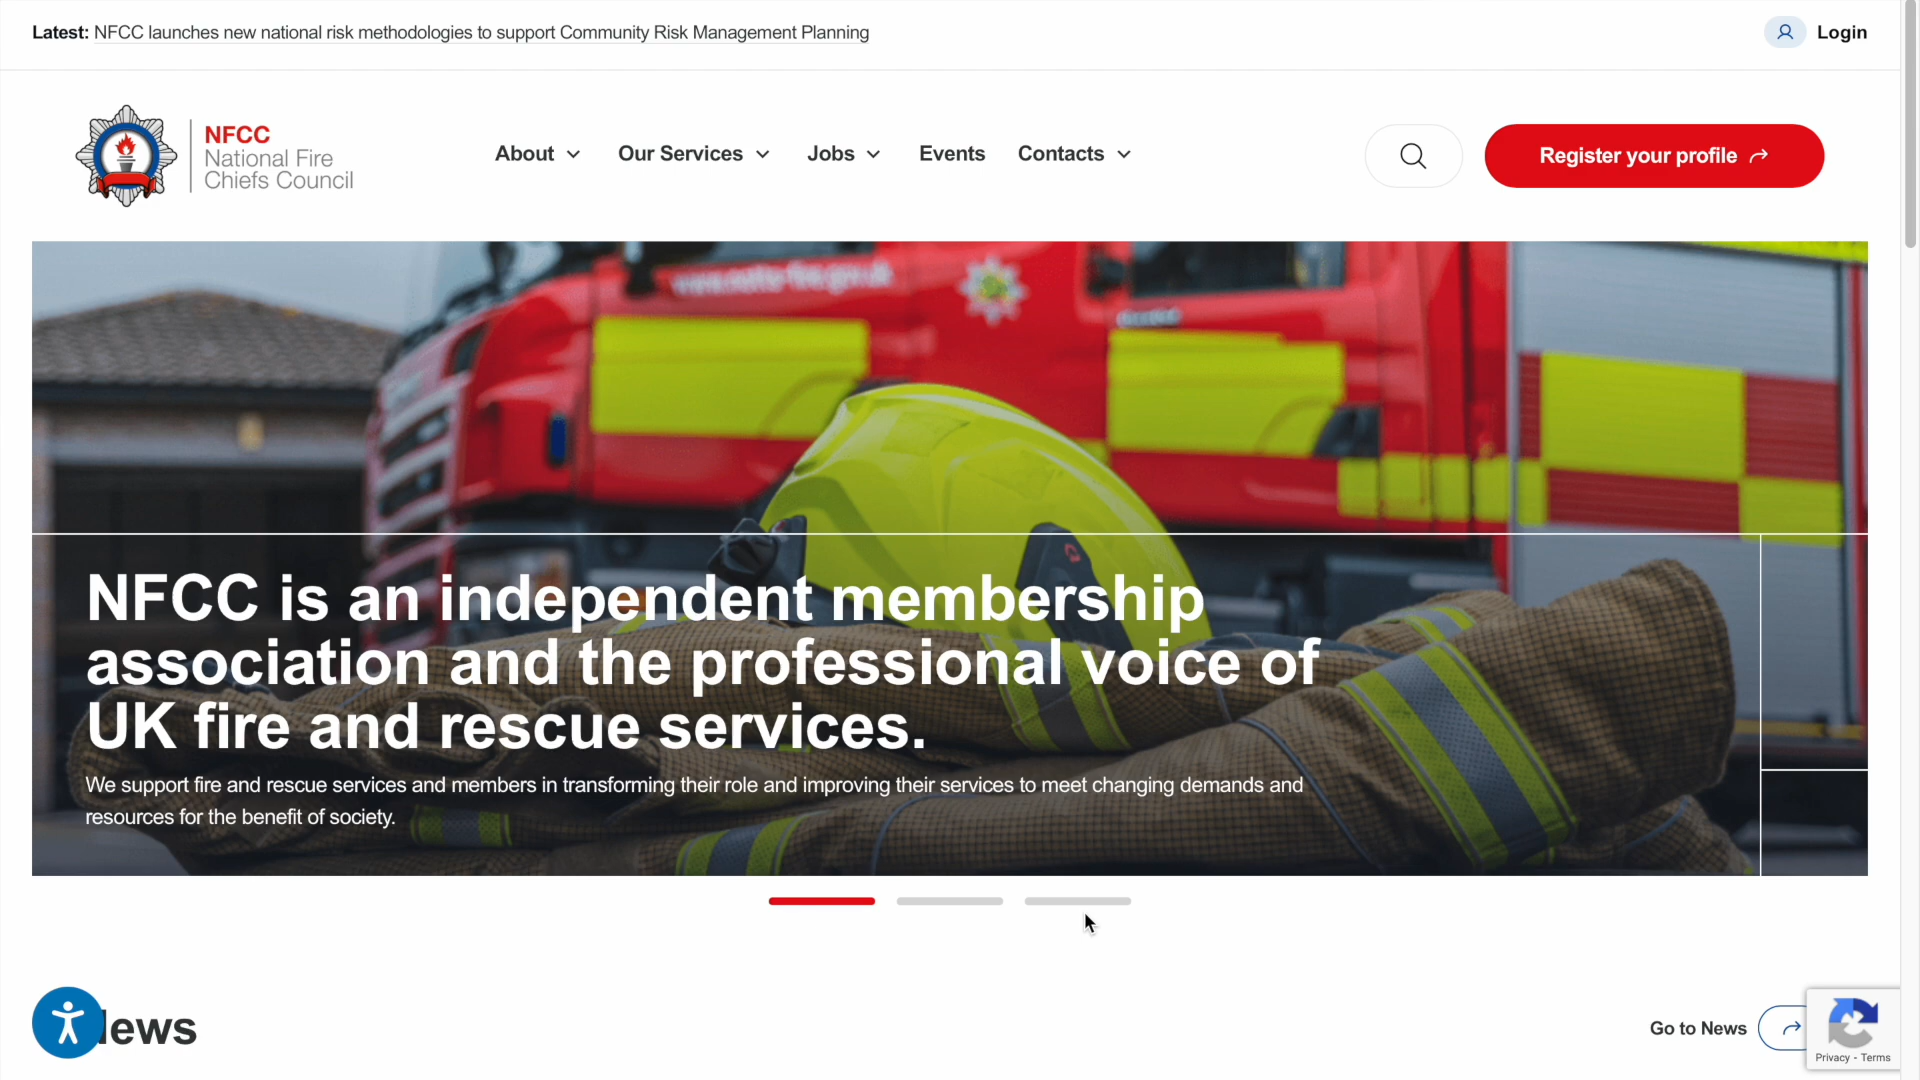 Latest: NFCC launches new national risk methodologies to support Community Risk Management Planning
Login
NFCC
National Fire
Chiefs Council
About
Our Services
Jobs
Events
Contacts
Register your profile
NFCC is an independent membership
association and the professional voice of
UK fire and rescue services.
We support fire and rescue services and members in transforming their role and improving their services to meet changing demands and
resources for the benefit of society.
ews
Go to News
Privacy - Terms